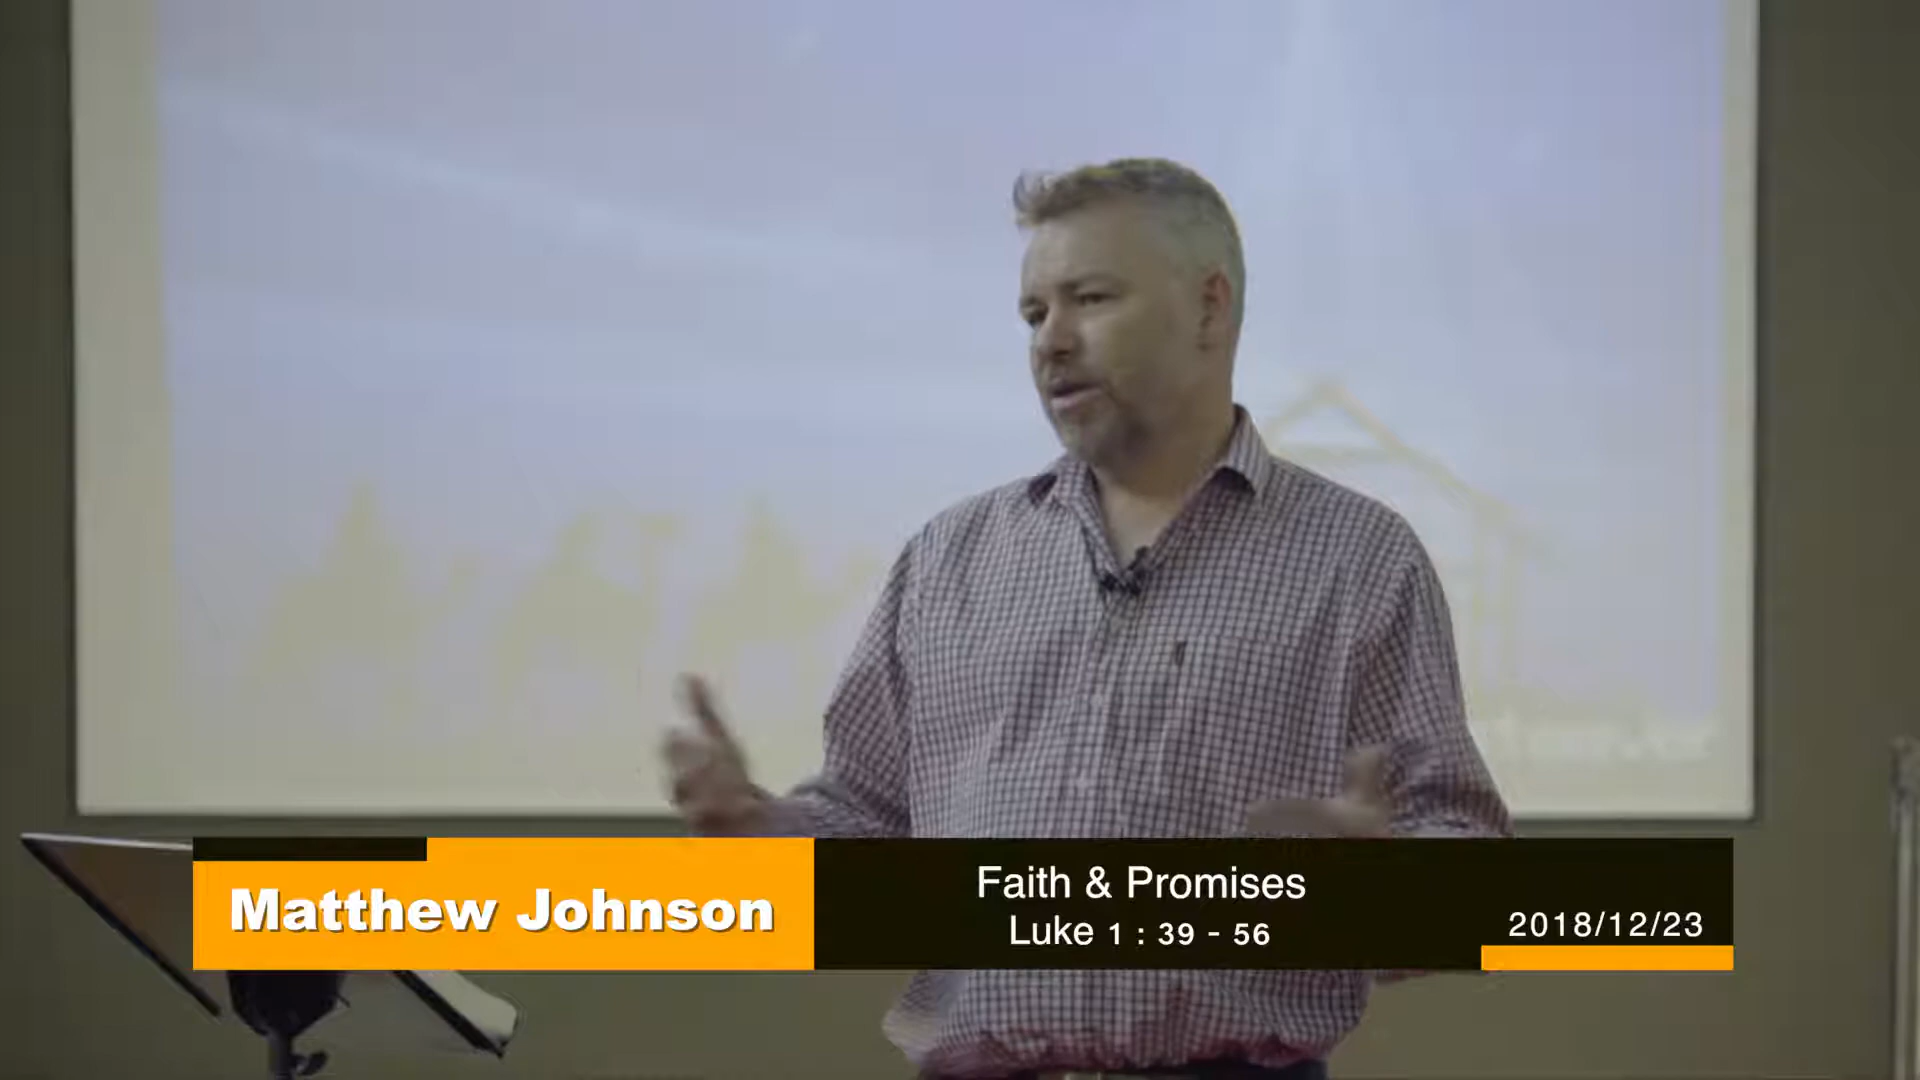 Matthew Johnson
Faith & Promises
Luke 1 : 39 - 56
2018/12/23